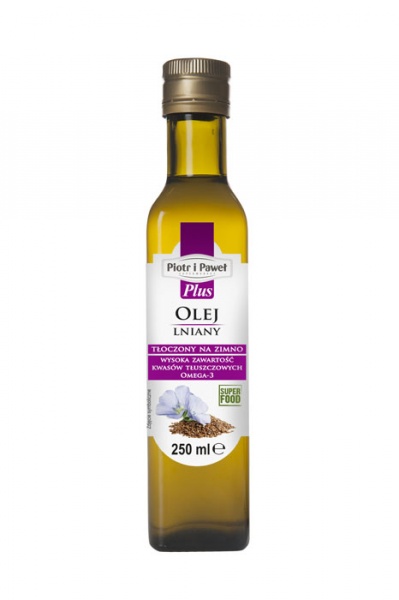 Piotr i Paweł
Plus
OLEJ
LNIANY
TŁOCZONY NA ZIMNO
WYSOKA ZAWARTOŚĆ
KWASÓW TŁUSZCZOWYCH
OMEGA-3
SUPER
FOOD
250 ml e